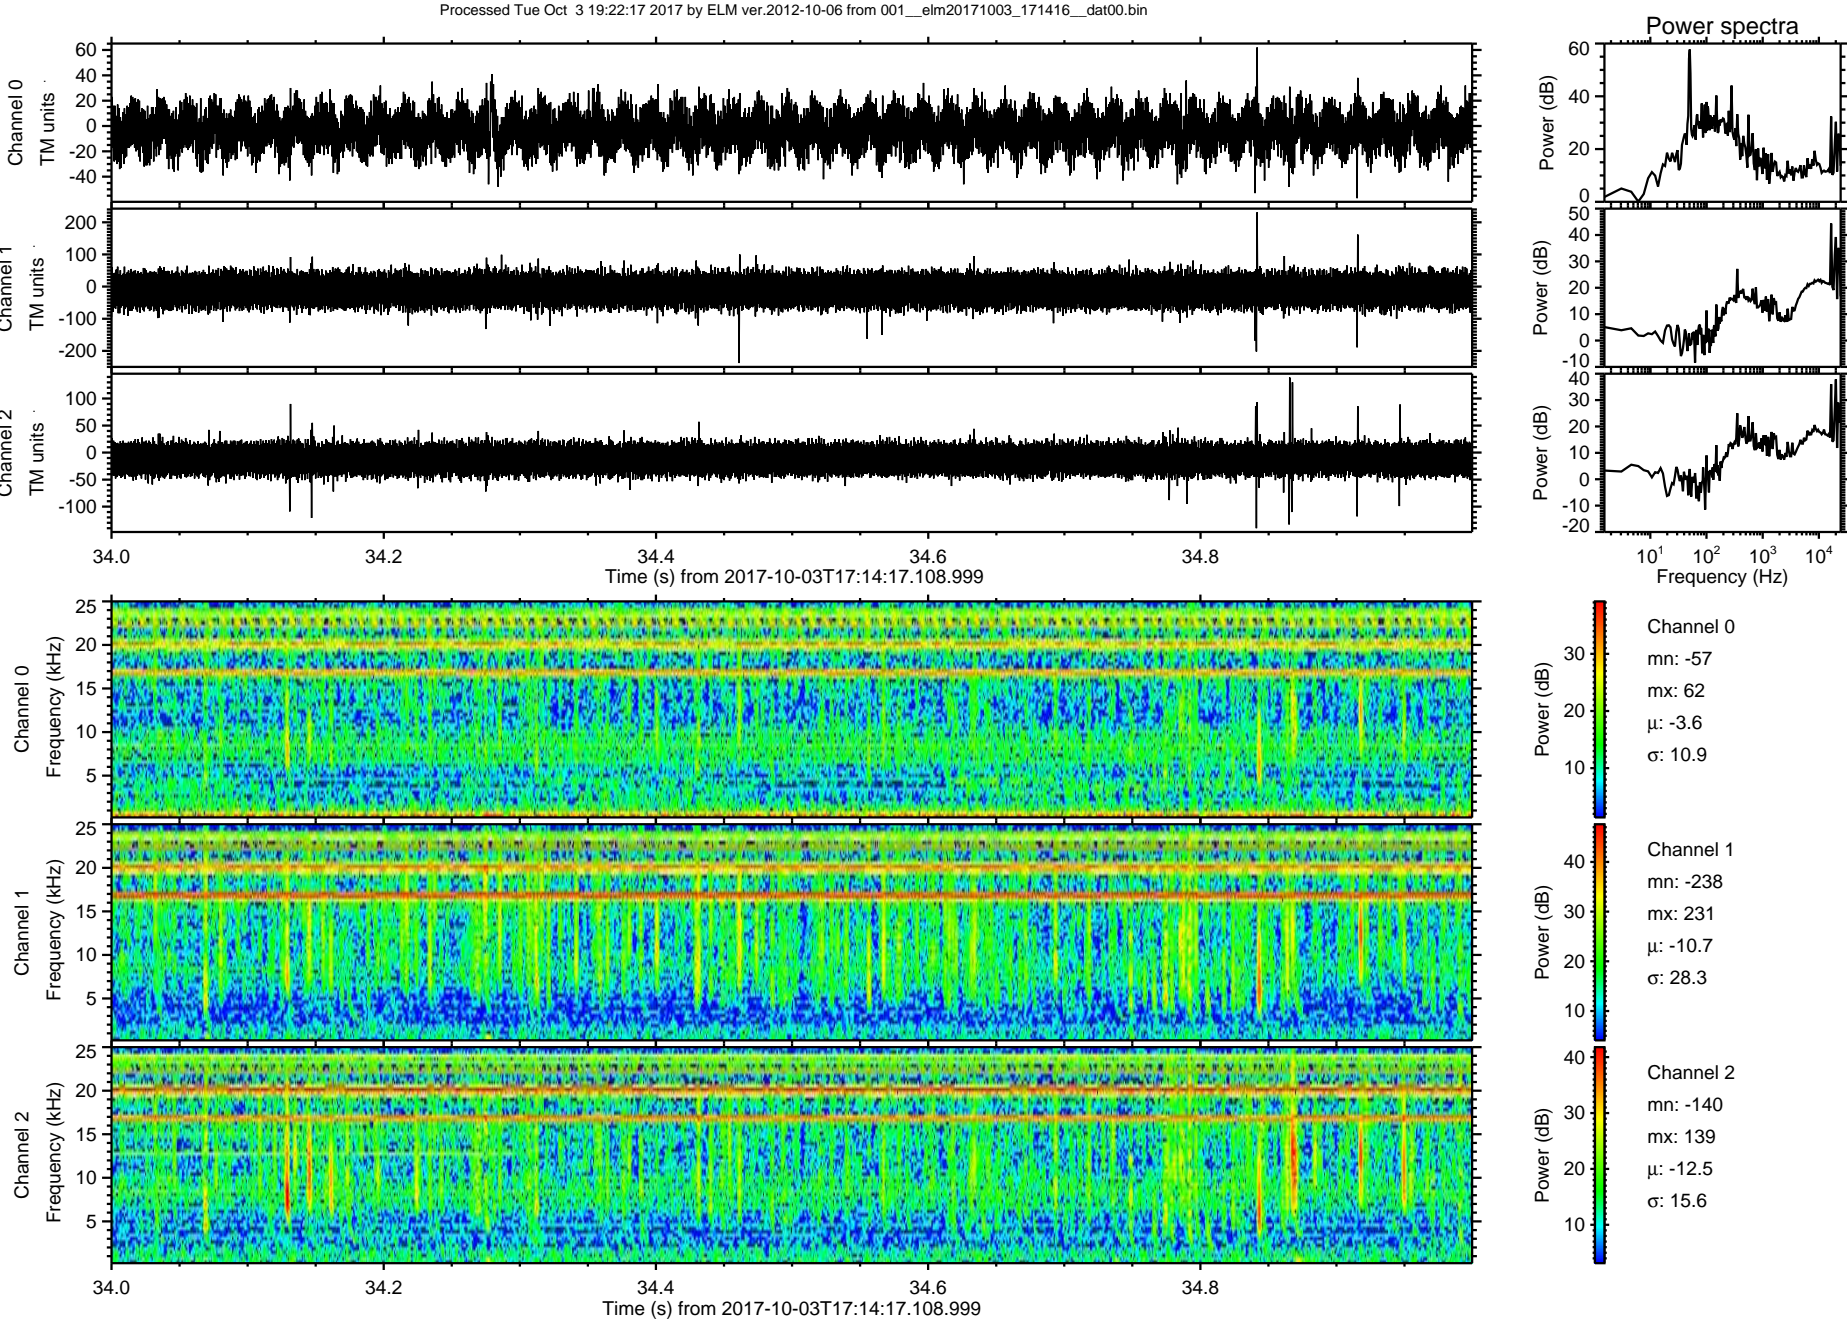 Processed Tue Oct  3 19:22:17 2017 by ELM ver.2012-10-06 from 001__elm20171003_171416__dat00.bin
Power spectra
Channel 0
TM units
60
40
20
0
-20
-40
Power (dB)
60
40
20
0
Channel 1
TM units
200
100
0
-100
-200
Power (dB)
50
40
30
20
10
0
-10
Channel 2
TM units
100
50
0
-50
-100
Power (dB)
40
30
20
10
0
-10
-20
34.0 34.2 34.4 34.6 34.8
Time (s) from 2017-10-03T17:14:17.108.999
10^1 10^2 10^3 10^4
Frequency (Hz)
Channel 0
Frequency (kHz)
25
20
15
10
5
Power (dB)
30
20
10
Channel 0
mn: -57
mx: 62
μ: -3.6
σ: 10.9
Channel 1
Frequency (kHz)
25
20
15
10
5
Power (dB)
40
30
20
10
Channel 1
mn: -238
mx: 231
μ: -10.7
σ: 28.3
Channel 2
Frequency (kHz)
25
20
15
10
5
Power (dB)
40
30
20
10
Channel 2
mn: -140
mx: 139
μ: -12.5
σ: 15.6
34.0 34.2 34.4 34.6 34.8
Time (s) from 2017-10-03T17:14:17.108.999